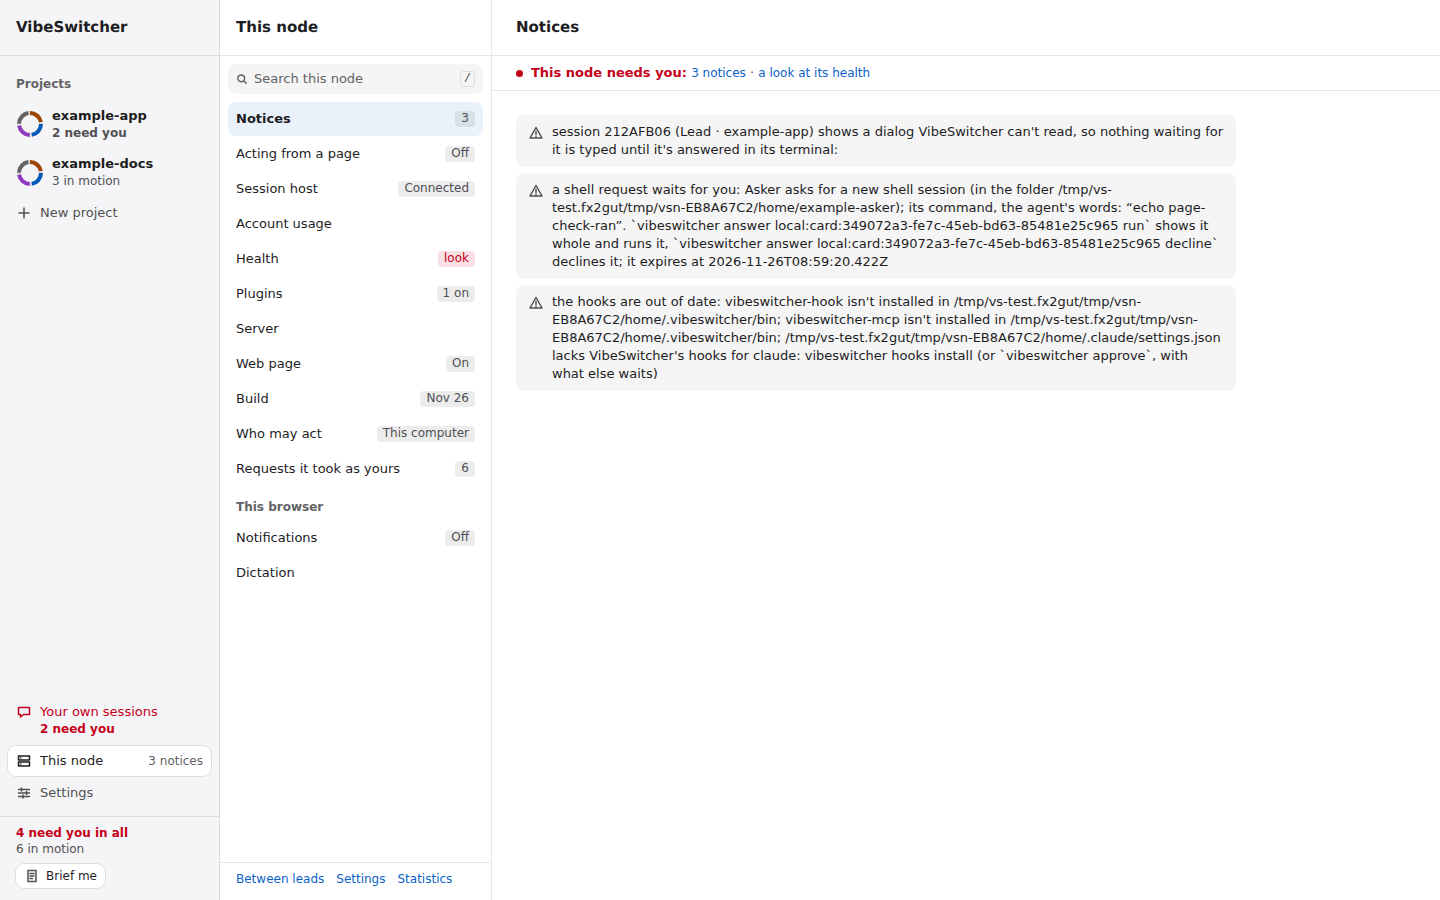 VibeSwitcher
Projects
example-app
2 need you
example-docs
3 in motion
New project
Your own sessions
2 need you
This node
3 notices
Settings
4 need you in all
6 in motion
Brief me
This node
Search this node
/
Notices
3
Acting from a page
Off
Session host
Connected
Account usage
Health
look
Plugins
1 on
Server
Web page
On
Build
Nov 26
Who may act
This computer
Requests it took as yours
6
This browser
Notifications
Off
Dictation
Between leads
Settings
Statistics
Notices
This node needs you: 3 notices · a look at its health
session 212AFB06 (Lead · example-app) shows a dialog VibeSwitcher can't read, so nothing waiting for
it is typed until it's answered in its terminal:
a shell request waits for you: Asker asks for a new shell session (in the folder /tmp/vs-
test.fx2gut/tmp/vsn-EB8A67C2/home/example-asker); its command, the agent's words: “echo page-
check-ran”. `vibeswitcher answer local:card:349072a3-fe7c-45eb-bd63-85481e25c965 run` shows it
whole and runs it, `vibeswitcher answer local:card:349072a3-fe7c-45eb-bd63-85481e25c965 decline`
declines it; it expires at 2026-11-26T08:59:20.422Z
the hooks are out of date: vibeswitcher-hook isn't installed in /tmp/vs-test.fx2gut/tmp/vsn-
EB8A67C2/home/.vibeswitcher/bin; vibeswitcher-mcp isn't installed in /tmp/vs-test.fx2gut/tmp/vsn-
EB8A67C2/home/.vibeswitcher/bin; /tmp/vs-test.fx2gut/tmp/vsn-EB8A67C2/home/.claude/settings.json
lacks VibeSwitcher's hooks for claude: vibeswitcher hooks install (or `vibeswitcher approve`, with
what else waits)